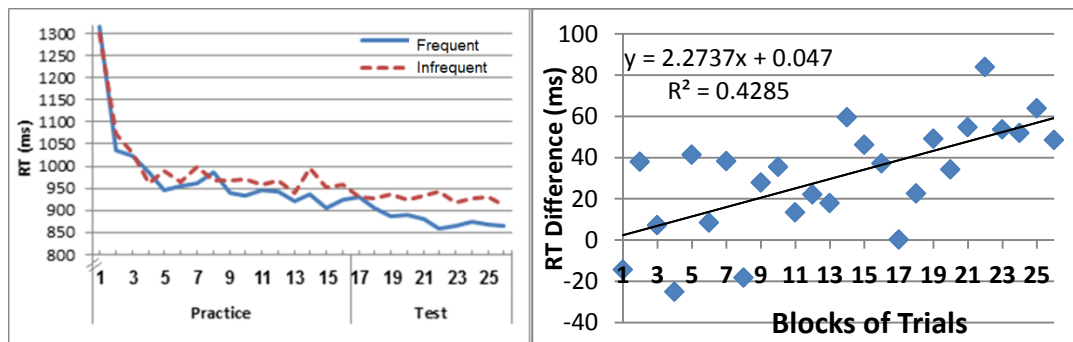 1300
1250
1200
1150
1100
1050
1000
950
900
850
800
RT (ms)
Frequent
Infrequent
1 3 5 7 9 11 13 15 17 19 21 23 25
Practice Test
100
80
60
40
20
0
-20
-40
RT Difference (ms)
y = 2.2737x + 0.047
R² = 0.4285
1 3 5 7 9 11 13 15 17 19 21 23 25
Blocks of Trials